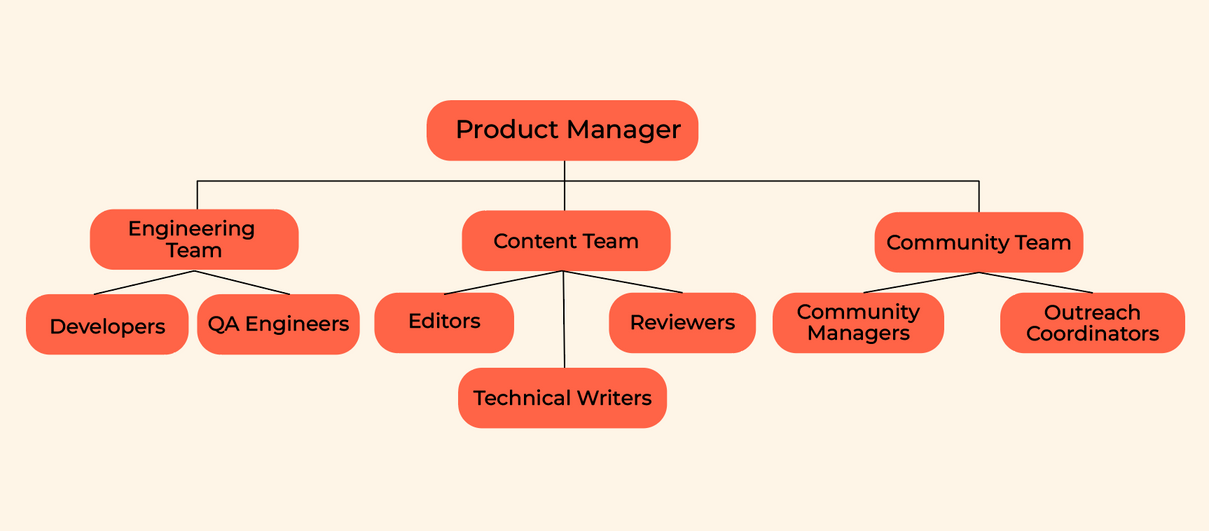 Product Manager
Engineering
Team
Content Team
Community Team
Developers
QA Engineers
Editors
Reviewers
Community
Managers
Outreach
Coordinators
Technical Writers